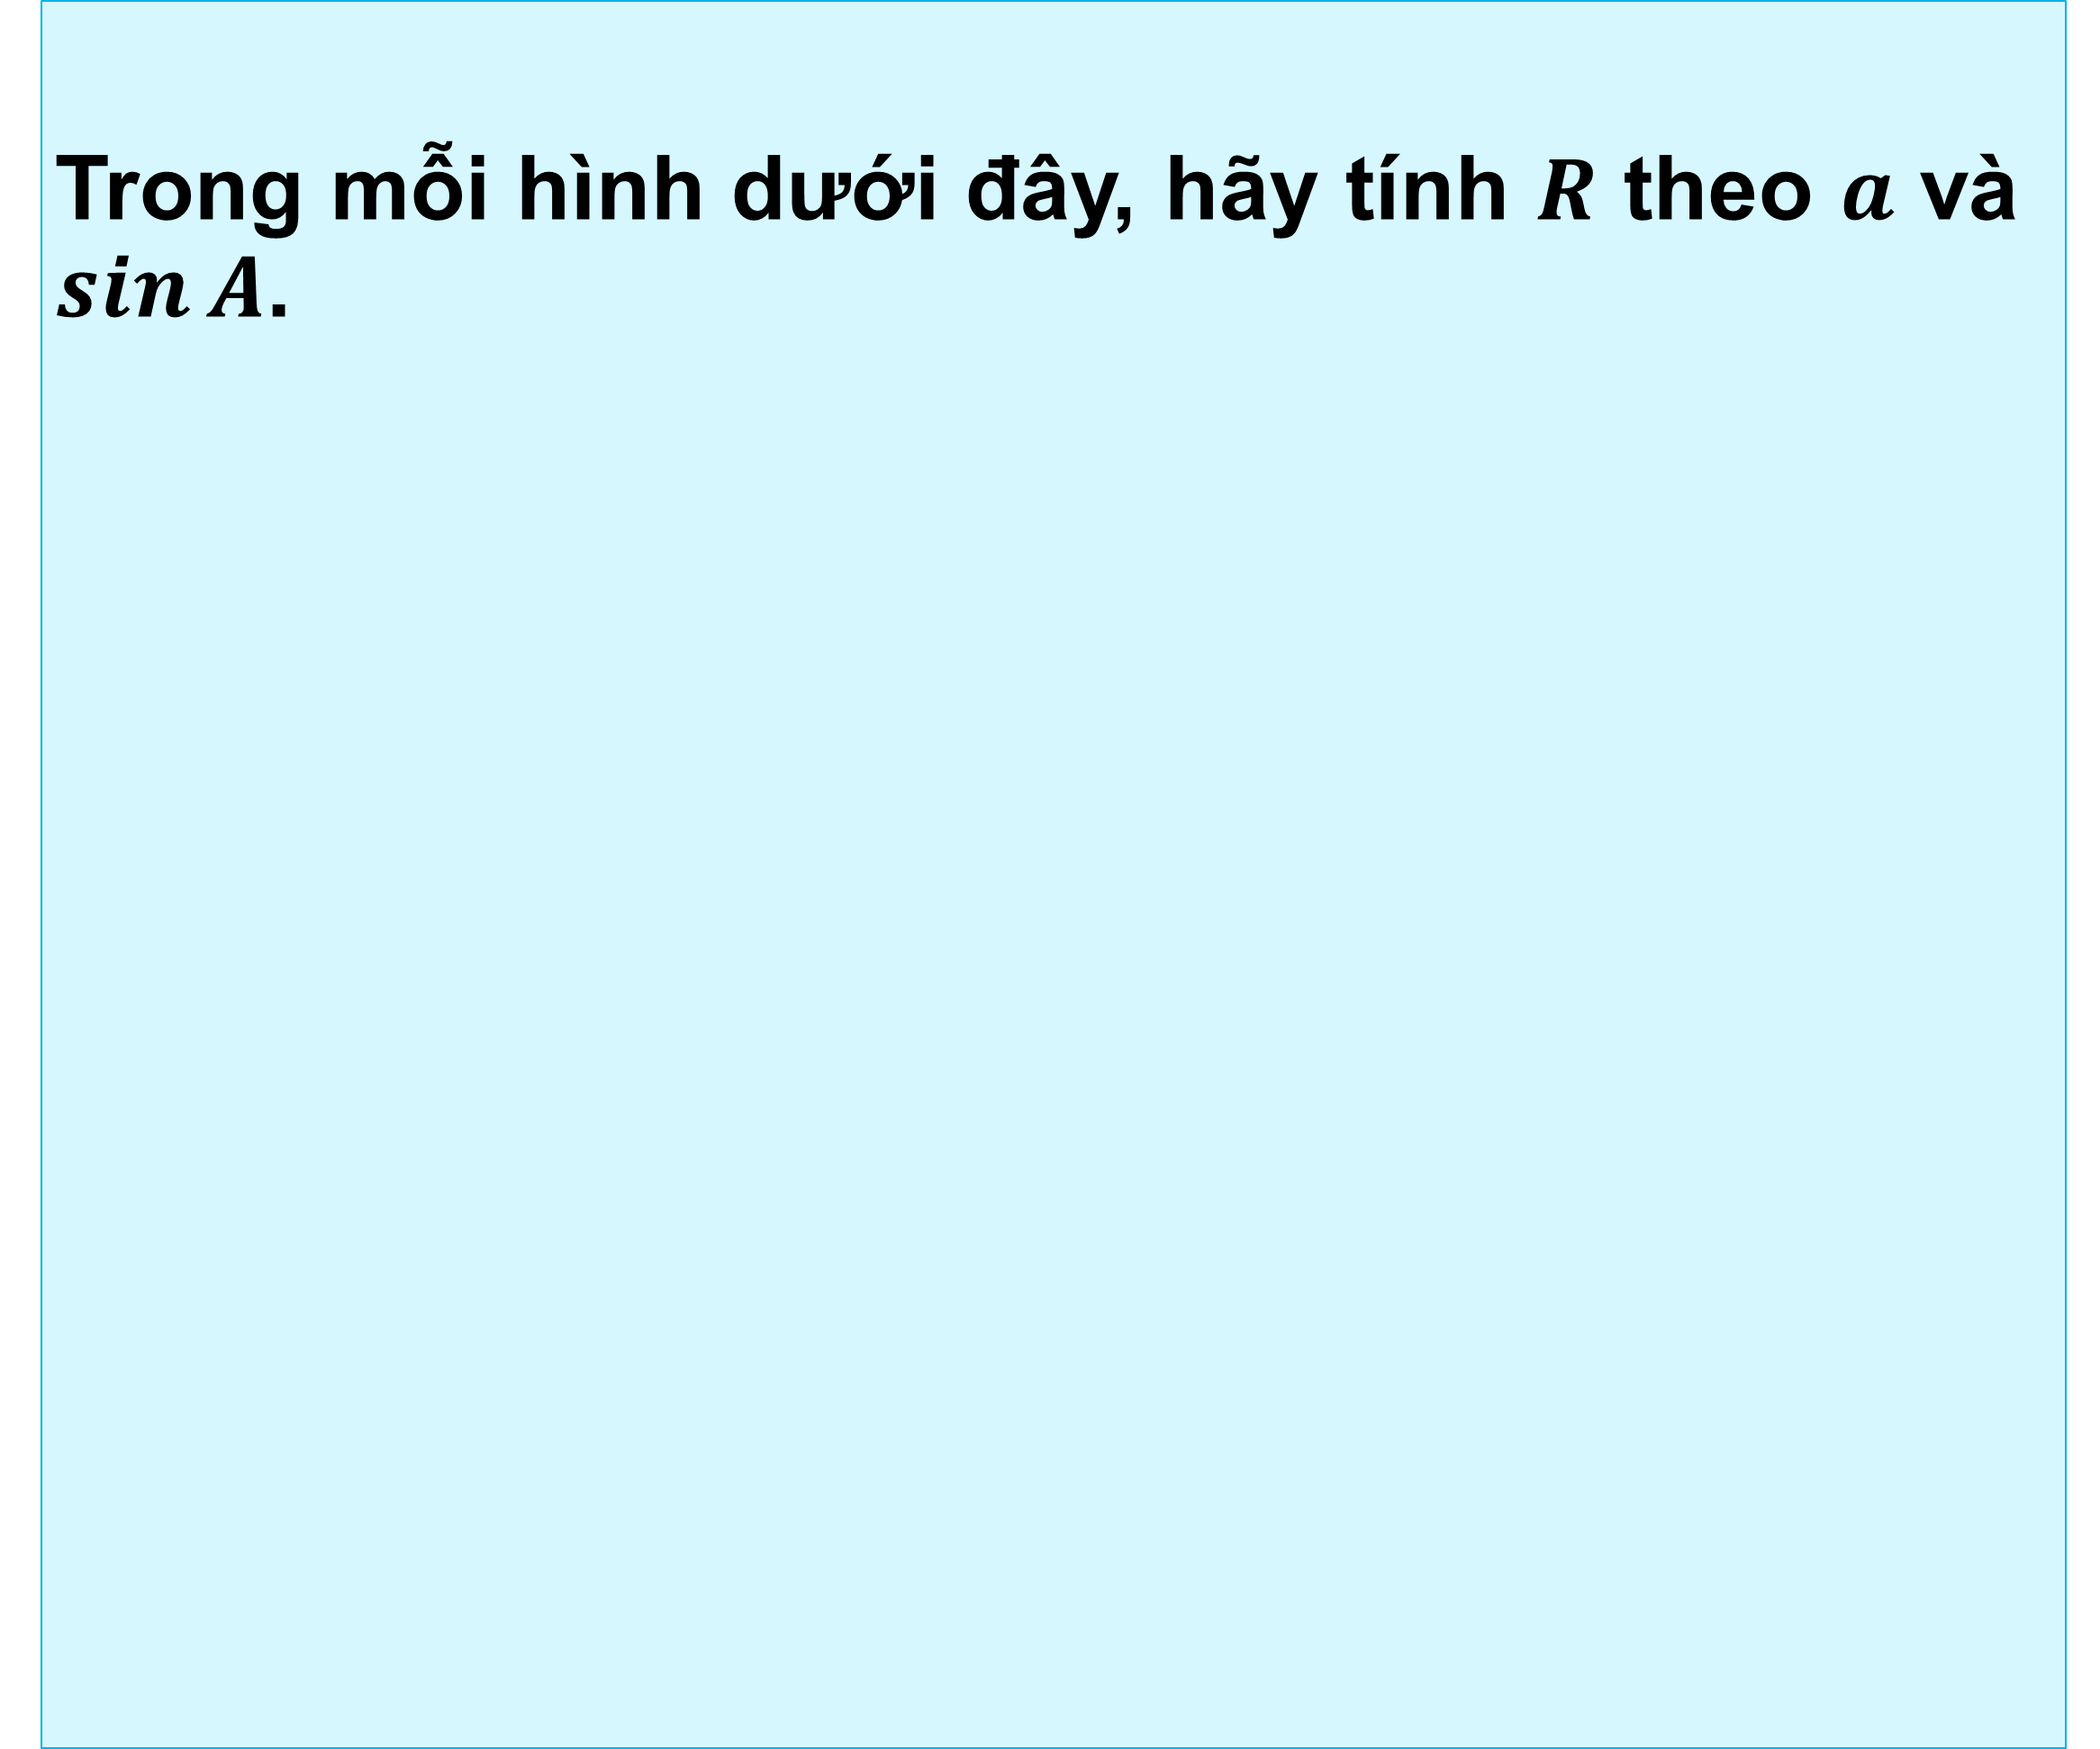 Trong mỗi hình dưới đây, hãy tính R theo a và
sin A.